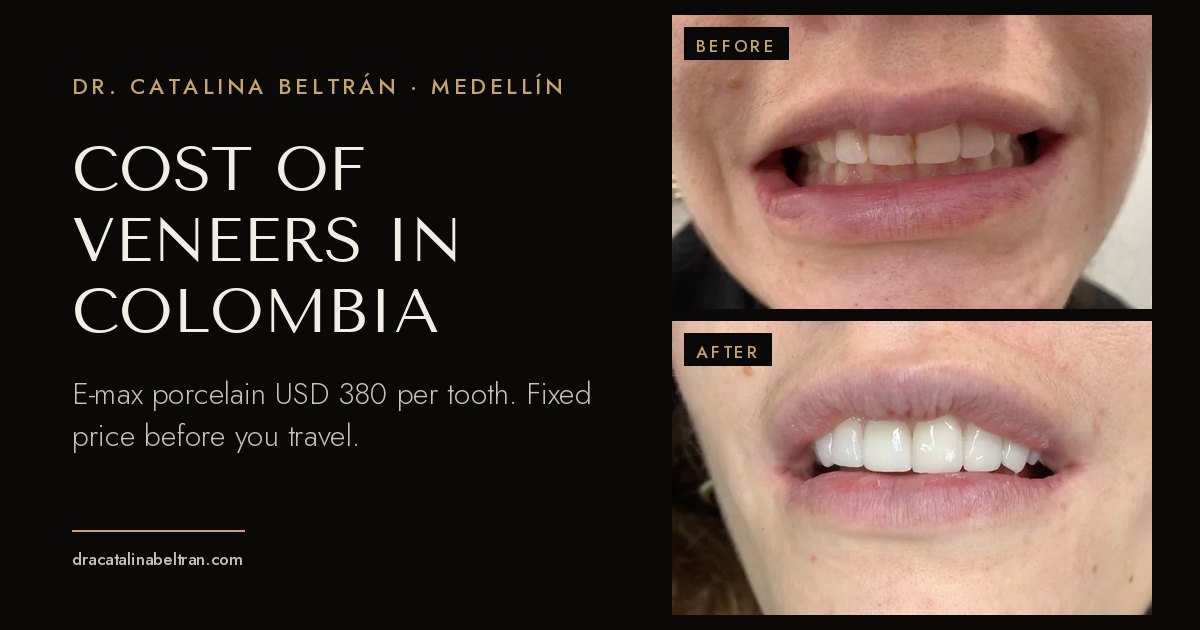 DR. CATALINA BELTRÁN · MEDELLÍN
COST OF
VENEERS IN
COLOMBIA
E-max porcelain USD 380 per tooth. Fixed
price before you travel.
dracatalinabeltran.com
BEFORE
AFTER